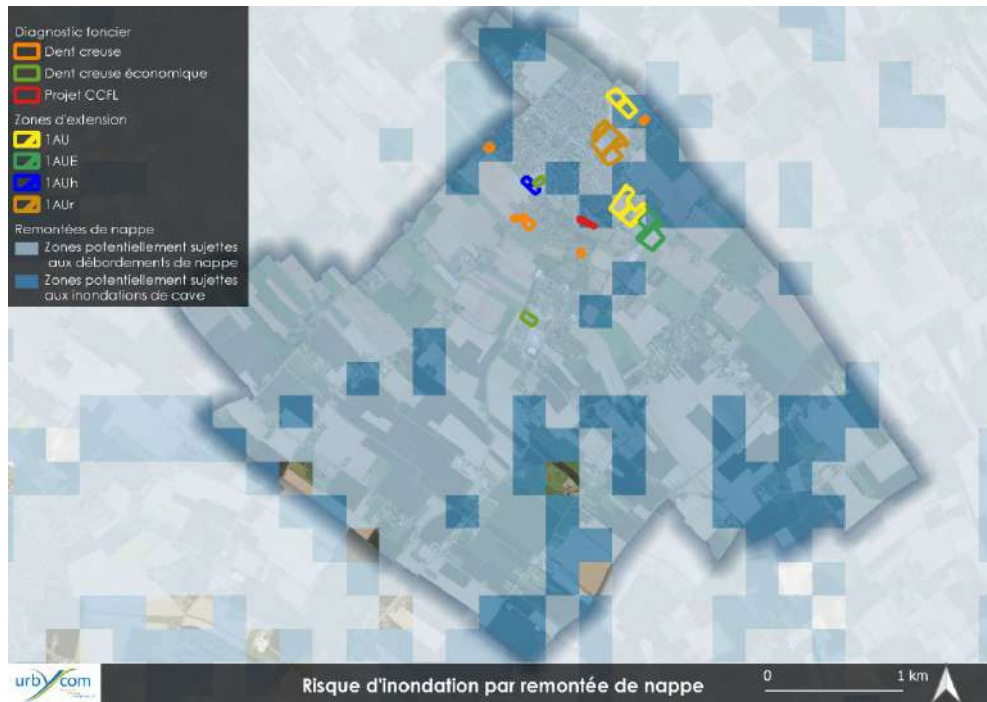 Diagnostic foncier
Dent creuse
Dent creuse économique
Projet CCFL
Zones d'extension
1AU
1AUE
1AUh
1AUr
Remontées de nappe
Zones potentiellement sujettes
aux débordements de nappe
Zones potentiellement sujettes
aux inondations de cave
urbycom
Risque d'inondation par remontée de nappe
0 1 km